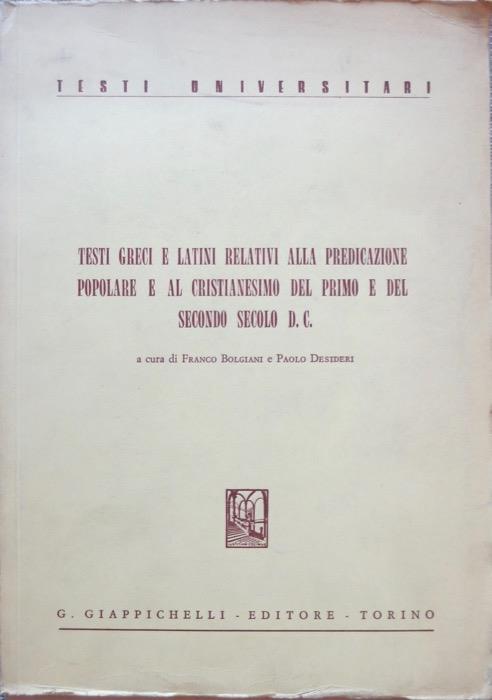 TESTI UNIVERSITARI
TESTI GRECI E LATINI RELATIVI ALLA PREDICAZIONE
POPOLARE E AL CRISTIANESIMO DEL PRIMO E DEL
SECONDO SECOLO D. C.
a cura di FRANCO BOLGIANI e PAOLO DESIDERI
G. GIAPPICHELLI - EDITORE - TORINO